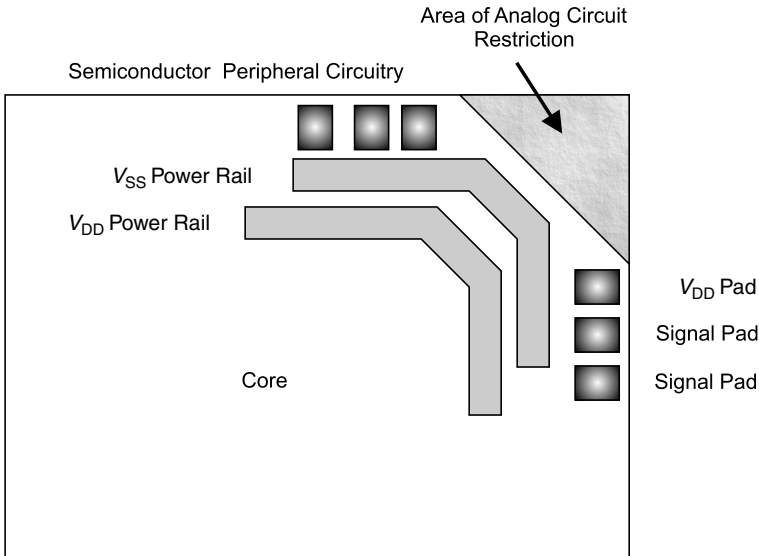 Area of Analog Circuit
Restriction
Semiconductor Peripheral Circuitry
VSS Power Rail
VDD Power Rail
VDD Pad
Signal Pad
Core
Signal Pad